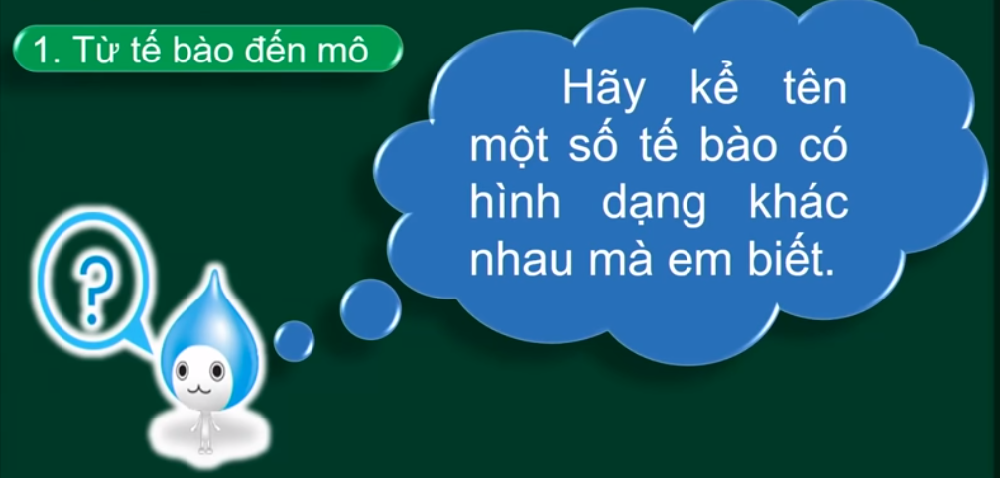 1. Từ tế bào đến mô
Hãy kể tên
một số tế bào có
hình dạng khác
nhau mà em biết.
?